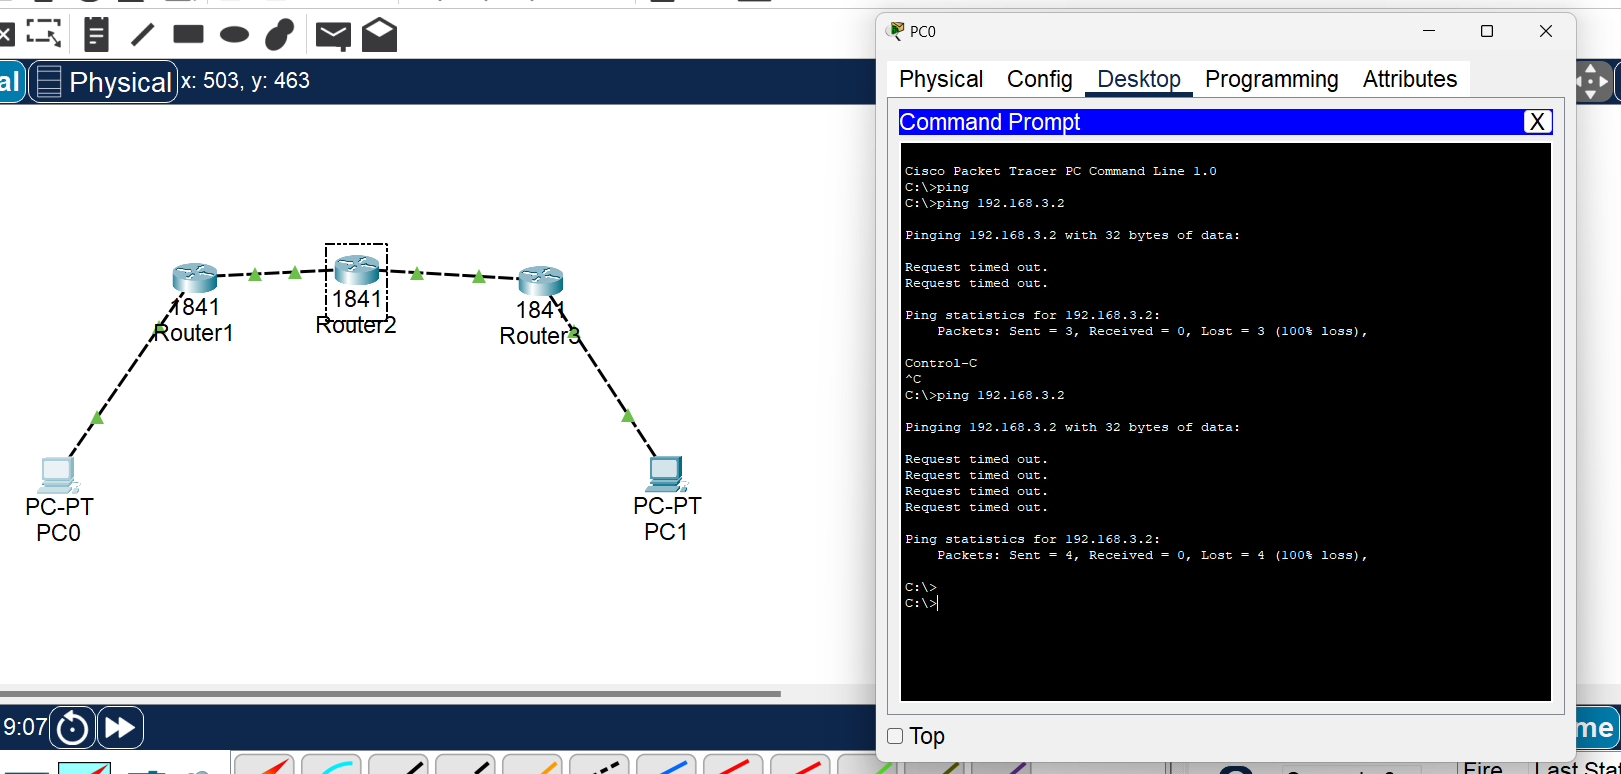 al
Physical
x: 503, y: 463
1841
Router1
1841
Router2
1841
Router3
PC-PT
PC0
PC-PT
PC1
9:07
PC0
Physical Config Desktop Programming Attributes
Command Prompt
X
Cisco Packet Tracer PC Command Line 1.0
C:\>ping
C:\>ping 192.168.3.2
Pinging 192.168.3.2 with 32 bytes of data:
Request timed out.
Request timed out.
Ping statistics for 192.168.3.2:
Packets: Sent = 3, Received = 0, Lost = 3 (100% loss),
Control-C
^C
C:\>ping 192.168.3.2
Pinging 192.168.3.2 with 32 bytes of data:
Request timed out.
Request timed out.
Request timed out.
Request timed out.
Ping statistics for 192.168.3.2:
Packets: Sent = 4, Received = 0, Lost = 4 (100% loss),
C:\>
C:\>
Top
me
Fire Last Sta